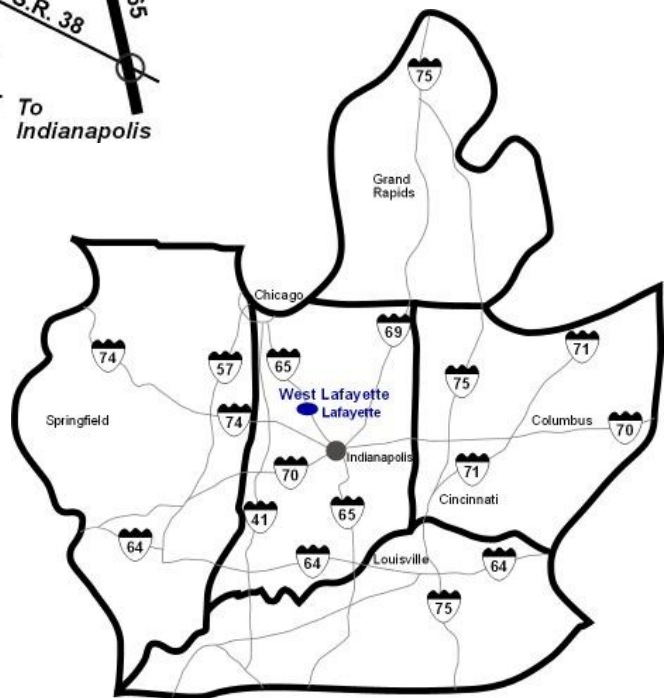 S.R. 38
65
To
Indianapolis
75
Grand
Rapids
Chicago
69
74
57
65
75
71
West Lafayette
Lafayette
74
Springfield
Columbus
70
Indianapolis
70
71
Cincinnati
41
65
64
64
Louisville
64
75